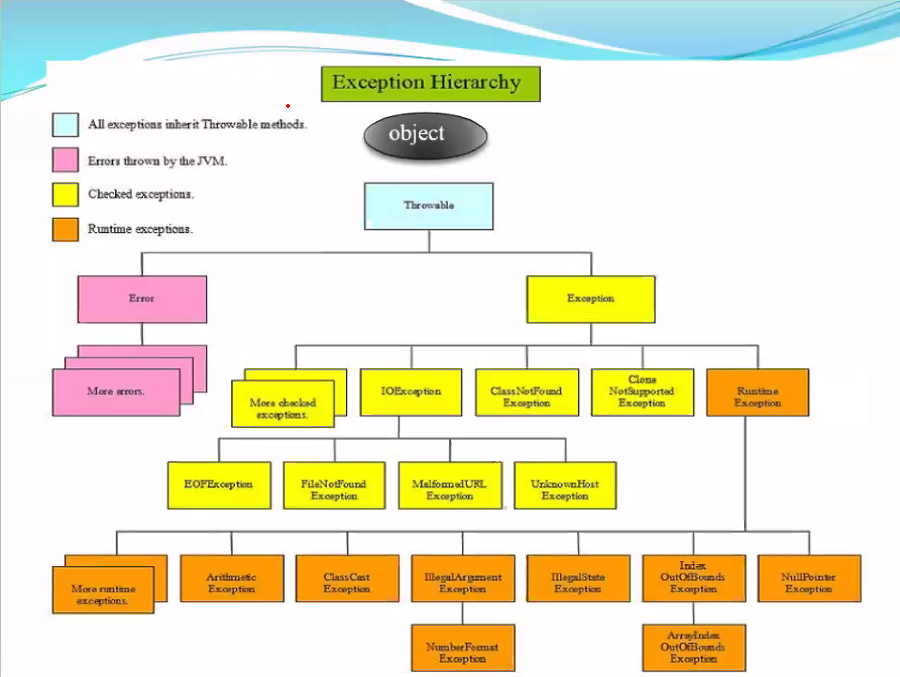 Exception Hierarchy
All exceptions inherit Throwable methods.
object
Errors thrown by the JVM.
Checked exceptions.
Throwable
Runtime exceptions.
Error
Exception
More errors.
More checked
exceptions.
IOException
ClassNotFound
Exception
Clone
NotSupported
Exception
Runtime
Exception
EOFException
FileNotFound
Exception
MalformedURL
Exception
UnknownHost
Exception
More runtime
exceptions.
Arithmetic
Exception
ClassCast
Exception
IllegalArgument
Exception
IllegalState
Exception
Index
OutOfBounds
Exception
NullPointer
Exception
NumberFormat
Exception
ArrayIndex
OutOfBounds
Exception